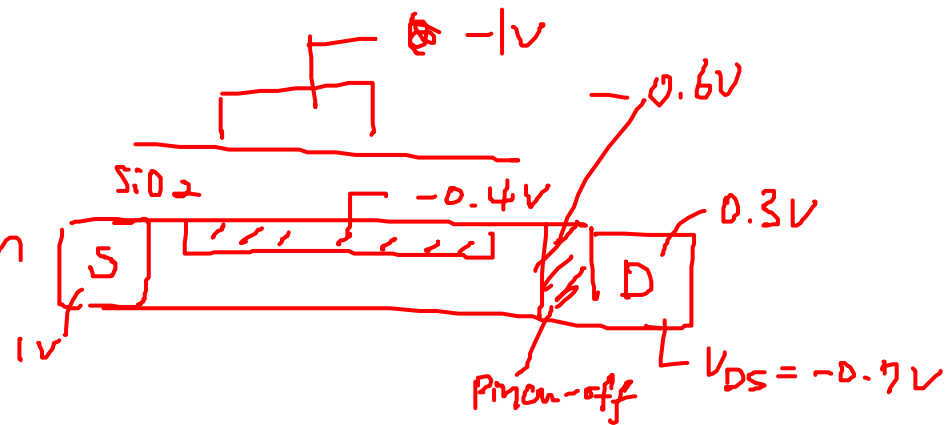 -1V
-0.6V
SiO2
-0.4V
0.3V
n
S
D
1V
Pinch-off
VDS = -0.7V